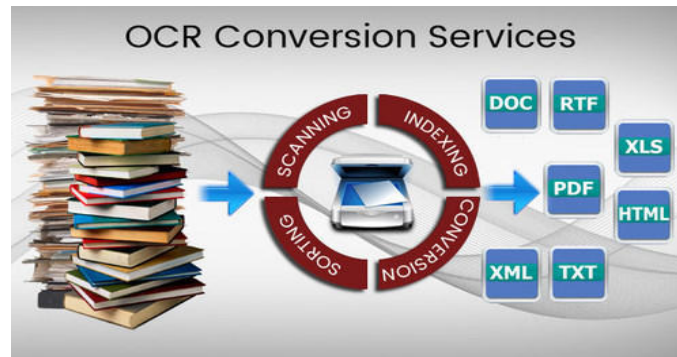 OCR Conversion Services
SCANNING
INDEXING
SORTING
CONVERSION
DOC
RTF
XLS
PDF
HTML
XML
TXT